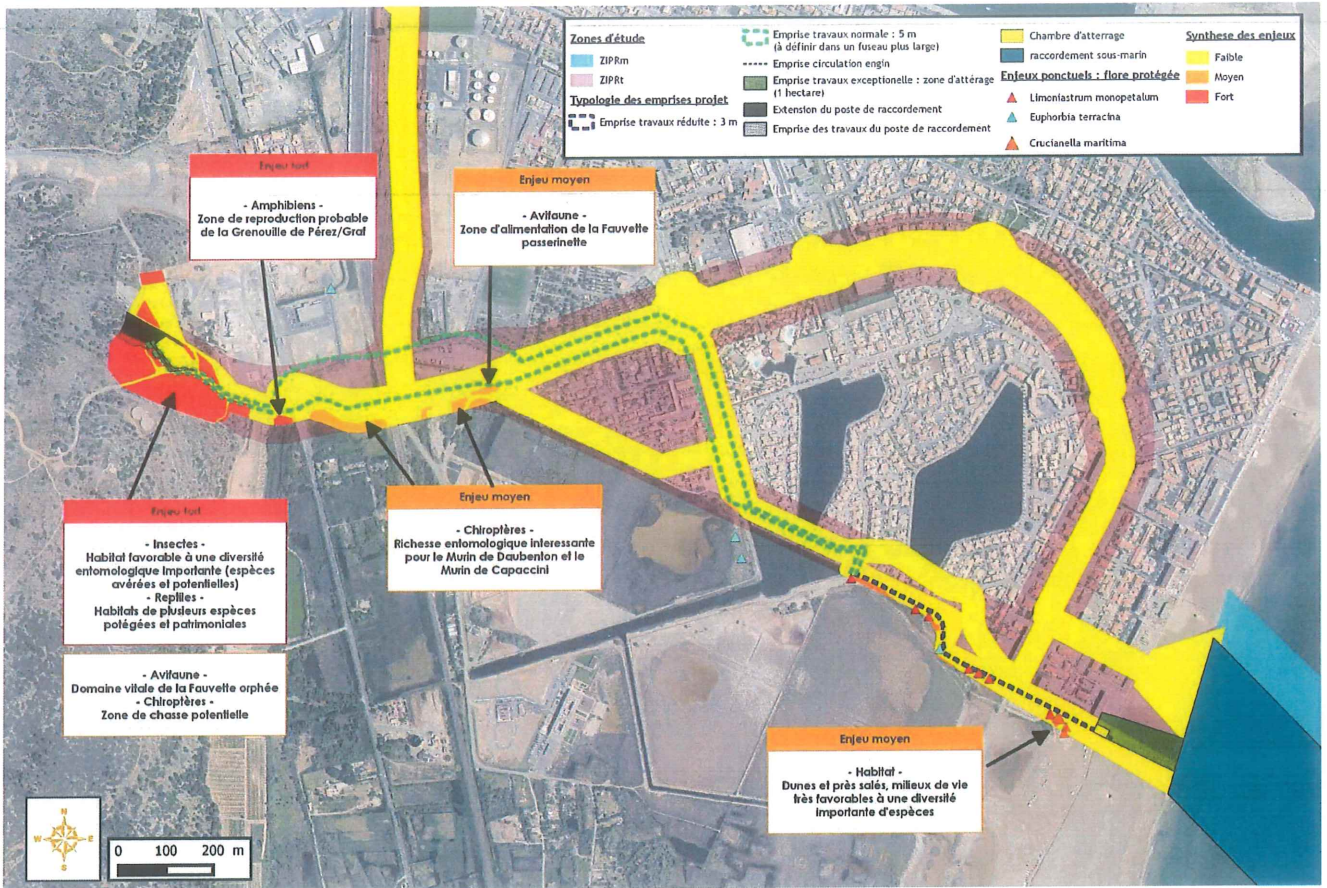 Zones d'étude
ZIPRm
ZIPRt
Typologie des emprises projet
Emprise travaux réduite : 3 m
Emprise travaux normale : 5 m
(à définir dans un fuseau plus large)
Emprise circulation engin
Emprise travaux exceptionelle : zone d'attérage
(1 hectare)
Extension du poste de raccordement
Emprise des travaux du poste de raccordement
Chambre d'atterrage
raccordement sous-marin
Enjeux ponctuels : flore protégée
Limoniastrum monopetalum
Euphorbia terracina
Crucianella maritima
Synthese des enjeux
Faible
Moyen
Fort
Enjeu fort
- Amphibiens -
Zone de reproduction probable
de la Grenouille de Pérez/Graf
Enjeu moyen
- Avifaune -
Zone d'alimentation de la Fauvette
passerinette
Enjeu fort
- Insectes -
Habitat favorable à une diversité
entomologique importante (espèces
avérées et potentielles)
- Reptiles -
Habitats de plusieurs espèces
potégées et patrimoniales
- Avifaune -
Domaine vitale de la Fauvette orphée
- Chiroptères -
Zone de chasse potentielle
Enjeu moyen
- Chiroptères -
Richesse entomologique interessante
pour le Murin de Daubenton et le
Murin de Capaccini
Enjeu moyen
- Habitat -
Dunes et près salés, milieux de vie
très favorables à une diversité
importante d'espèces
N
W E
S
0 100 200 m